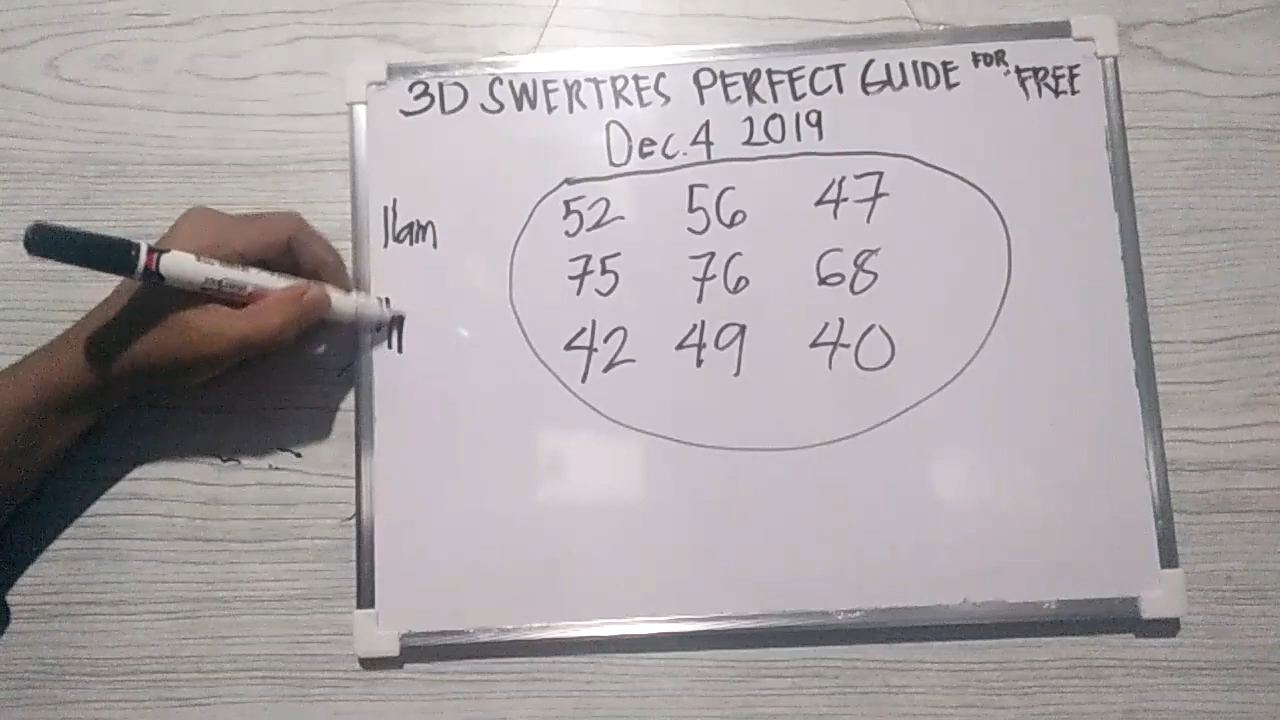 3D SWERTRES PERFECT GUIDE FOR FREE
Dec. 4 2019
11am
52 56 47
75 76 68
42 49 40